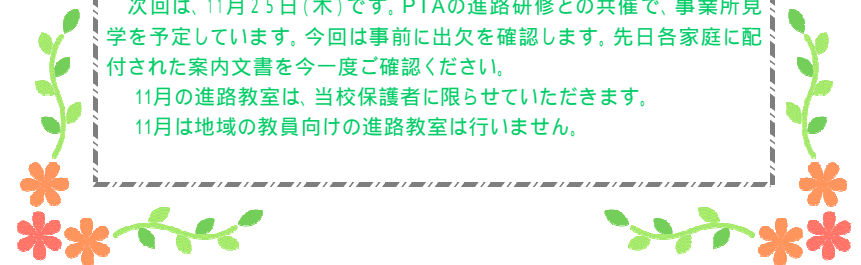 次回は、11月25日(木)です。PTAの進路研修との共催で、事業所見
学を予定しています。今回は事前に出欠を確認します。先日各家庭に配
付された案内文書を今一度ご確認ください。
11月の進路教室は、当校保護者に限らせていただきます。
11月は地域の教員向けの進路教室は行いません。